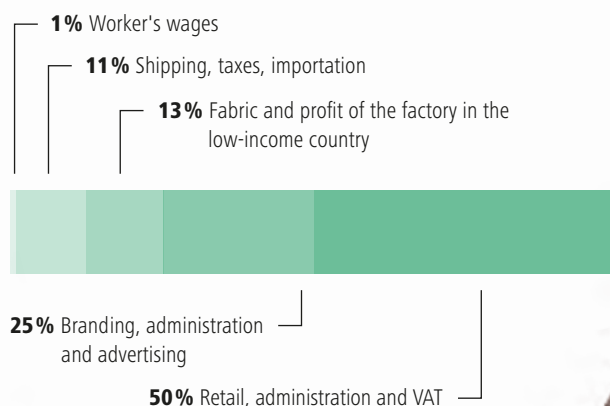 1% Worker's wages
11% Shipping, taxes, importation
13% Fabric and profit of the factory in the
low-income country
25% Branding, administration
and advertising
50% Retail, administration and VAT